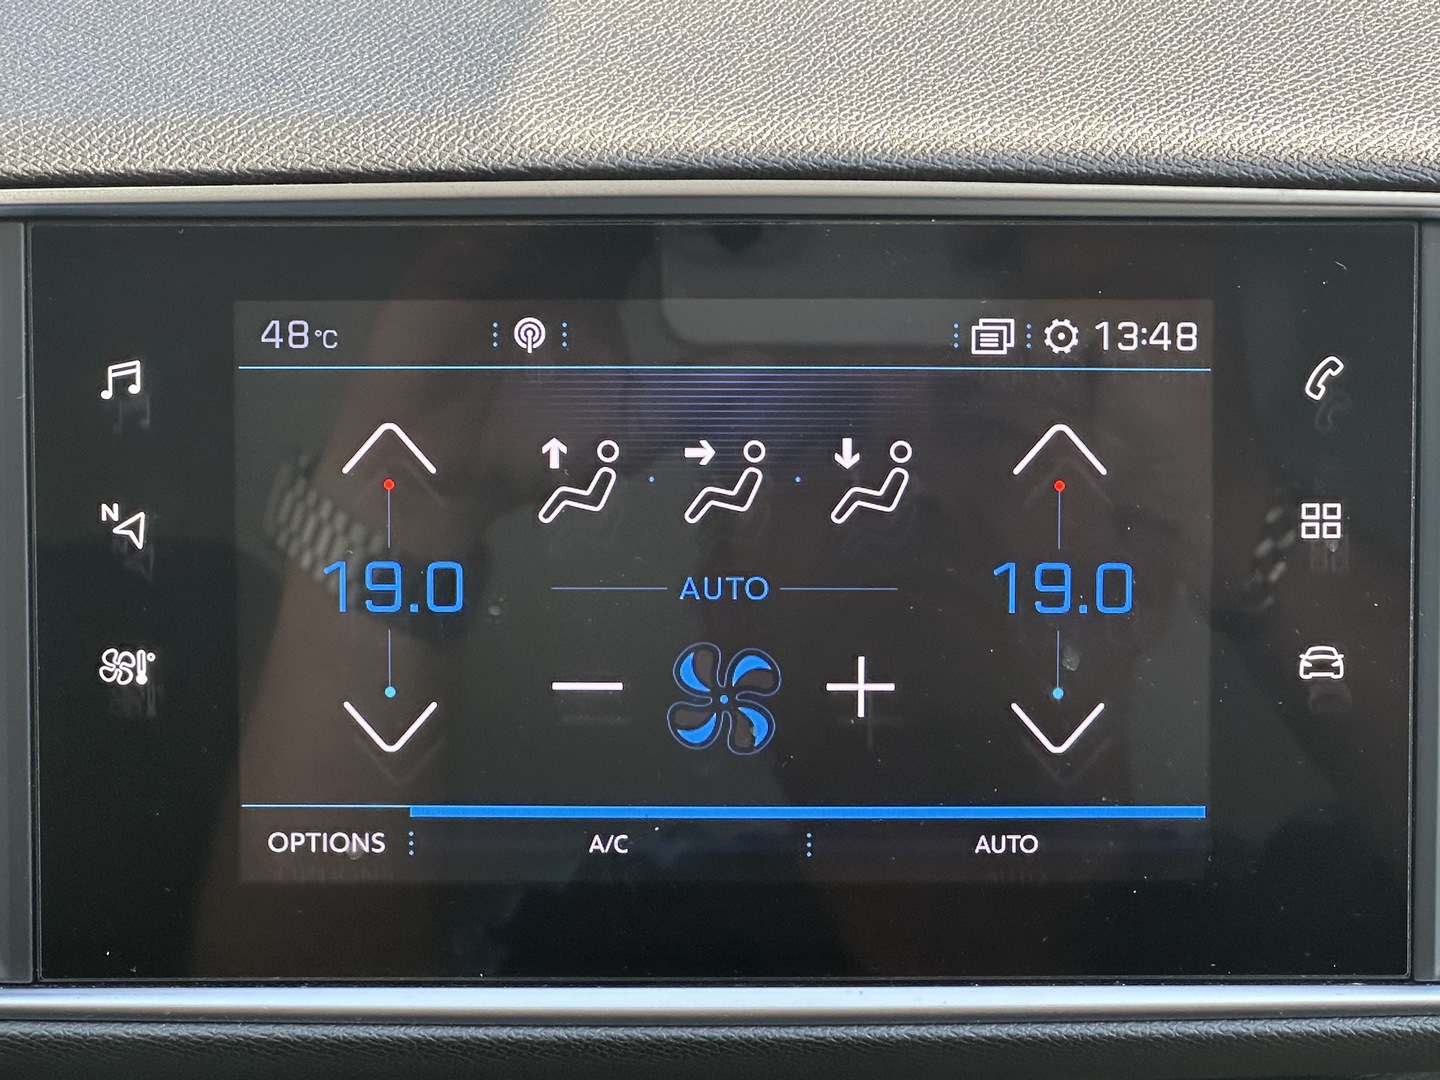 48°C 13:48
N
19.0 AUTO 19.0
OPTIONS A/C AUTO